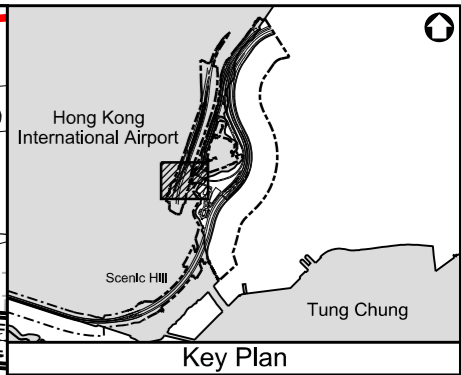 Hong Kong
International Airport
Scenic Hill
Tung Chung
Key Plan